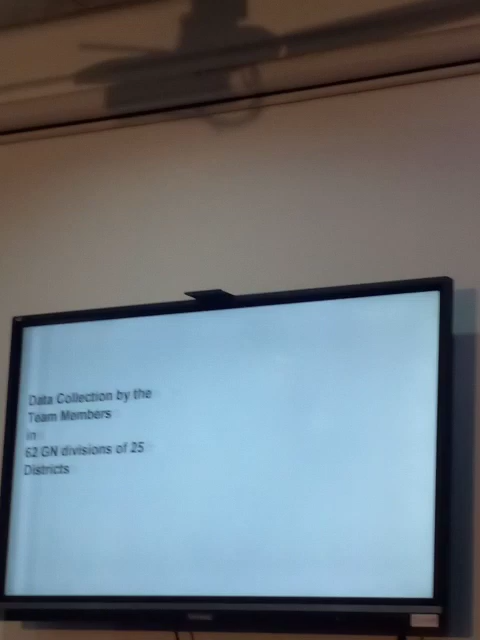 Data Collection by the
Team Members
in
62 GN divisions of 25
Districts